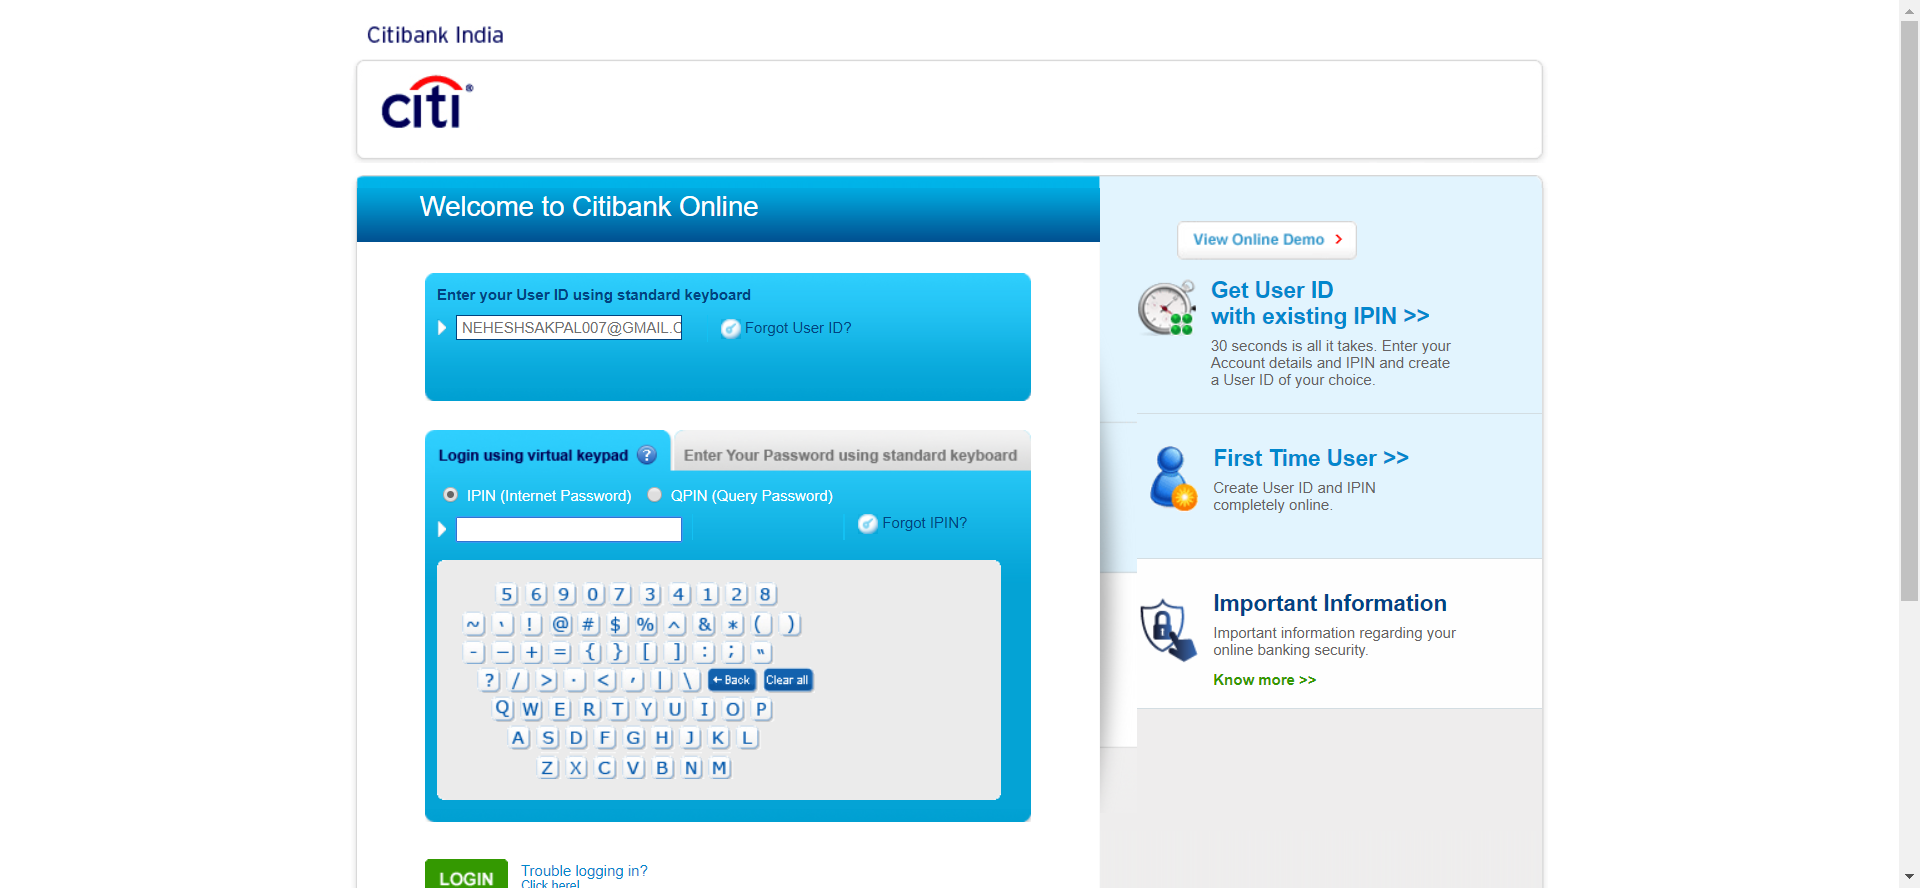 Citibank India
citi®
Welcome to Citibank Online
Enter your User ID using standard keyboard
NEHESHSAKPAL007@GMAIL.C
Forgot User ID?
Login using virtual keypad ?
Enter Your Password using standard keyboard
IPIN (Internet Password)
QPIN (Query Password)
Forgot IPIN?
5 6 9 0 7 3 4 1 2 8
~ ` ! @ # $ % ^ & * ( )
- – + = { } [ ] : ; "
? / > . < ' | \ ← Back Clear all
Q W E R T Y U I O P
A S D F G H J K L
Z X C V B N M
LOGIN
Trouble logging in?
Click here!
View Online Demo
Get User ID
with existing IPIN >>
30 seconds is all it takes. Enter your
Account details and IPIN and create
a User ID of your choice.
First Time User >>
Create User ID and IPIN
completely online.
Important Information
Important information regarding your
online banking security.
Know more >>